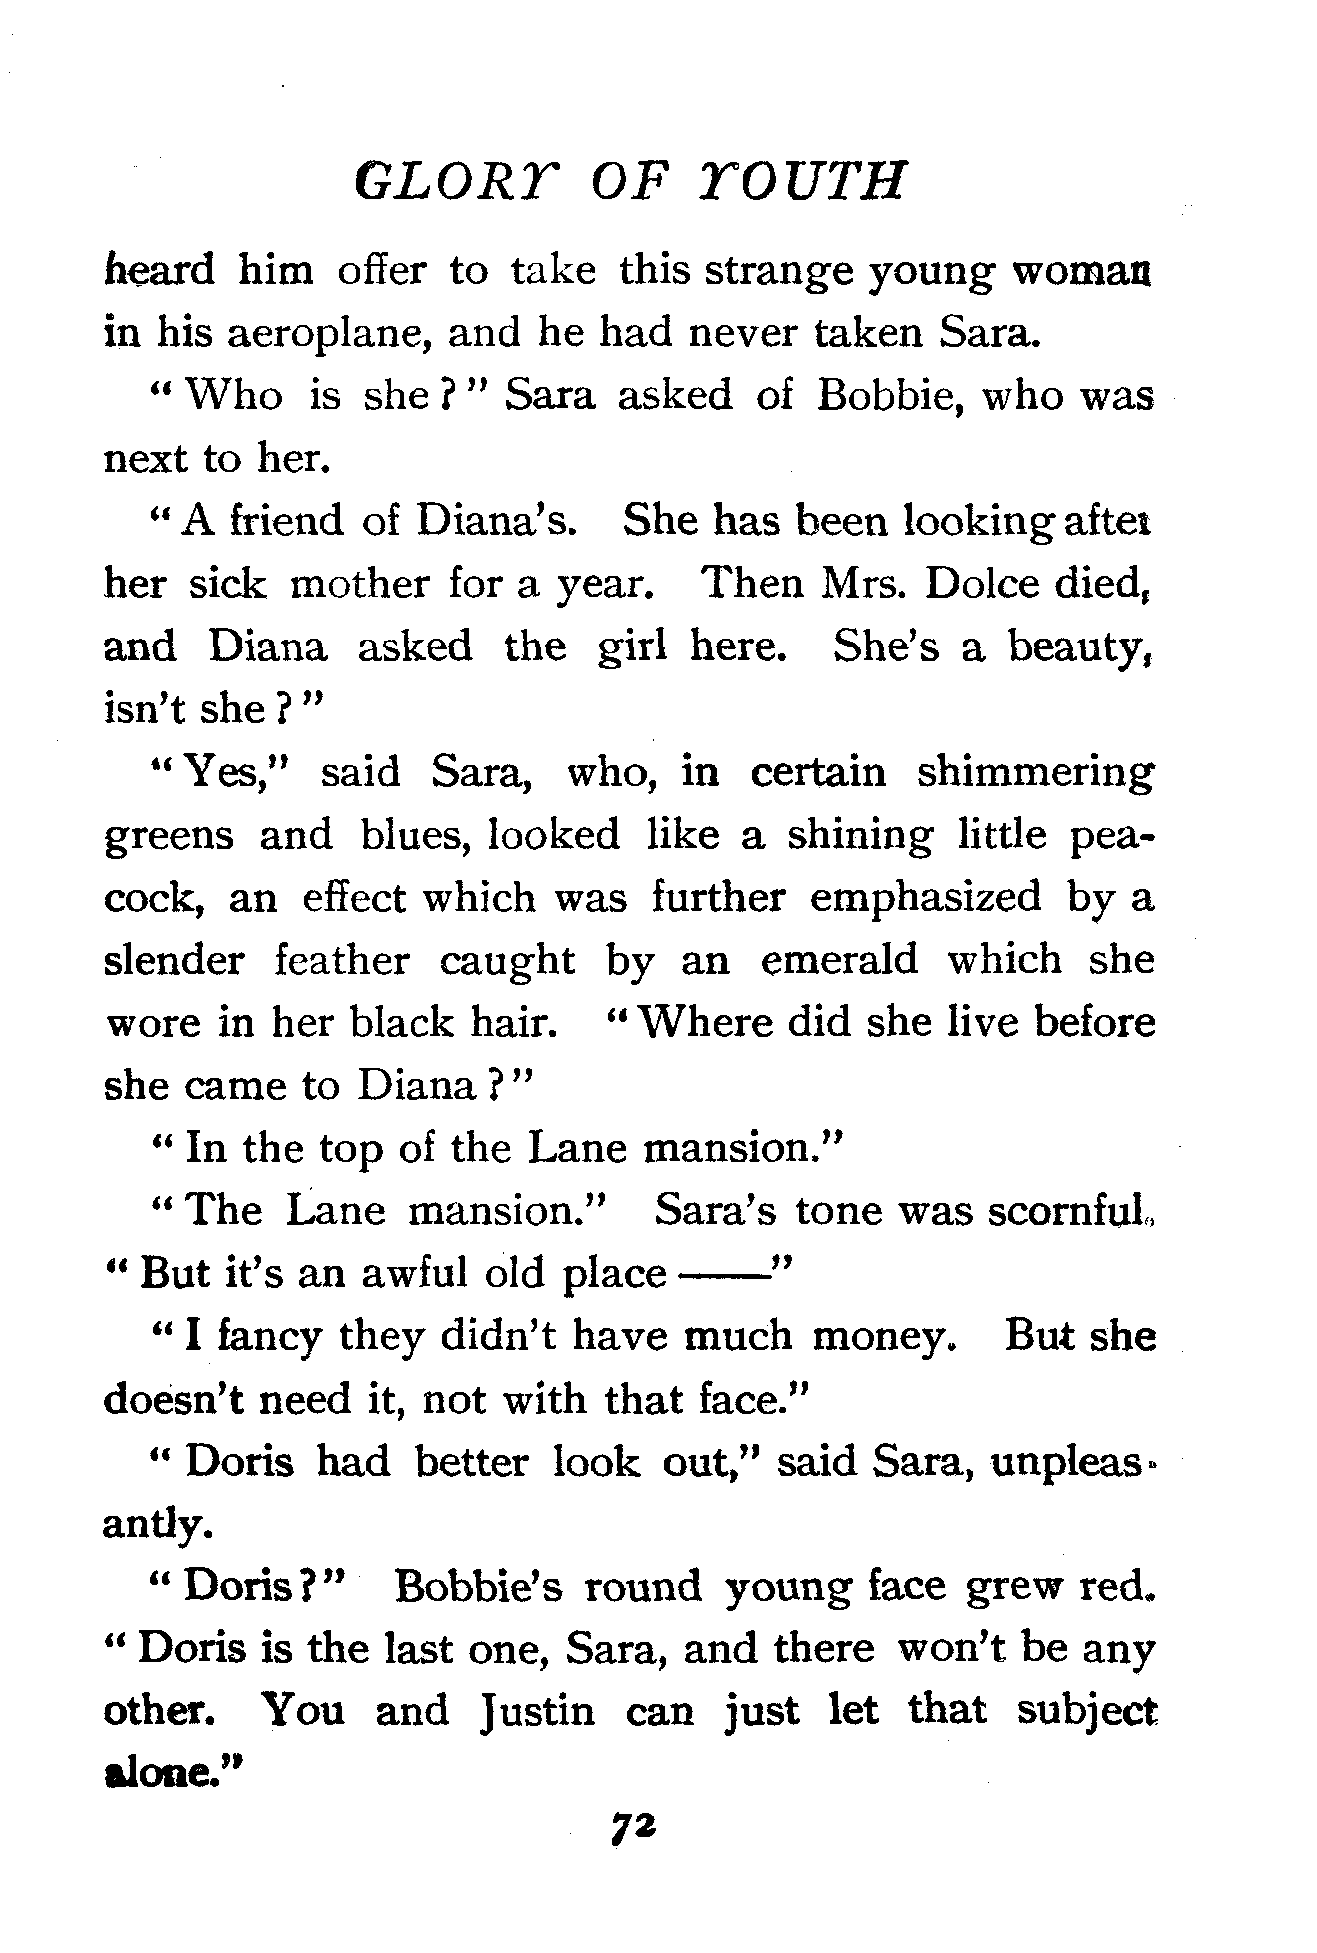 GLORY OF YOUTH
heard him offer to take this strange young woman
in his aeroplane, and he had never taken Sara.
“ Who is she ? ” Sara asked of Bobbie, who was
next to her.
“ A friend of Diana’s. She has been looking after
her sick mother for a year. Then Mrs. Dolce died,
and Diana asked the girl here. She’s a beauty,
isn’t she ? ”
“ Yes,” said Sara, who, in certain shimmering
greens and blues, looked like a shining little pea-
cock, an effect which was further emphasized by a
slender feather caught by an emerald which she
wore in her black hair. “ Where did she live before
she came to Diana ? ”
“ In the top of the Lane mansion.”
“ The Lane mansion.” Sara’s tone was scornful.
“ But it’s an awful old place ——”
“ I fancy they didn’t have much money. But she
doesn’t need it, not with that face.”
“ Doris had better look out,” said Sara, unpleas-
antly.
“ Doris ? ” Bobbie’s round young face grew red.
“ Doris is the last one, Sara, and there won’t be any
other. You and Justin can just let that subject
alone.”
72